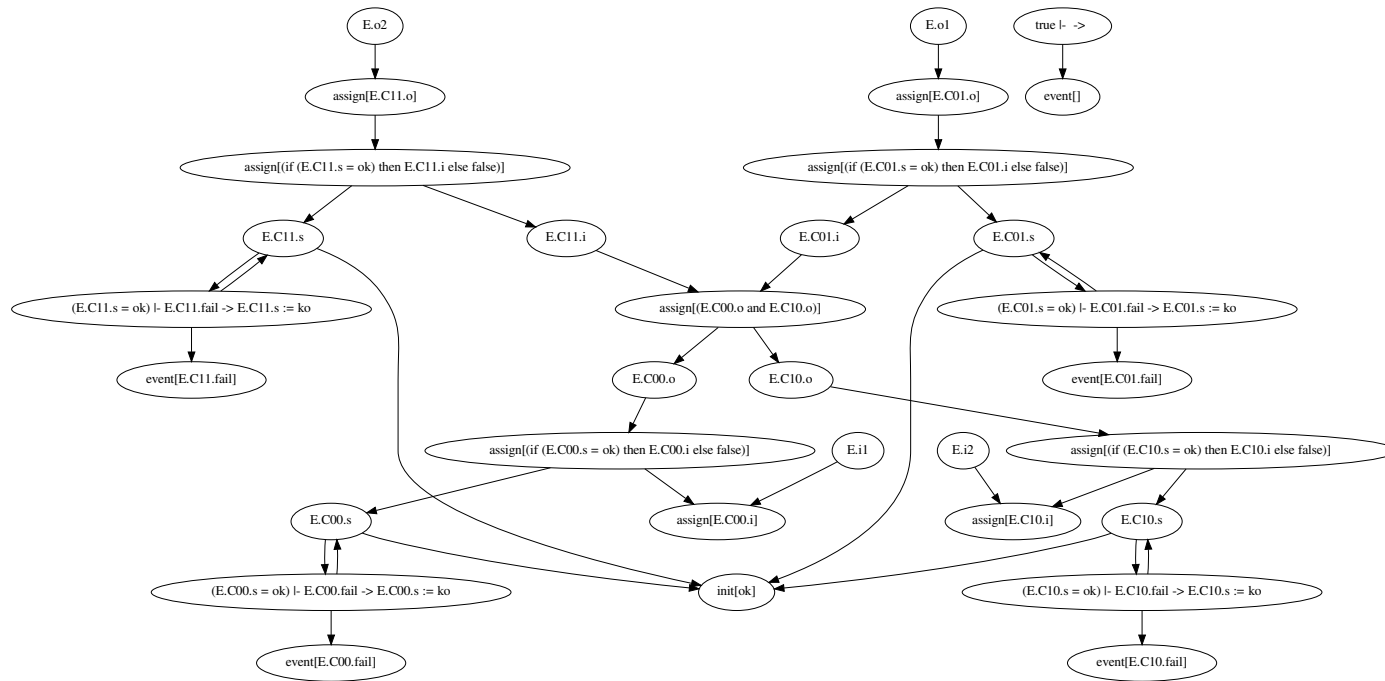 E.o2
E.o1
true |-  ->
assign[E.C11.o]
assign[E.C01.o]
event[]
assign[(if (E.C11.s = ok) then E.C11.i else false)]
assign[(if (E.C01.s = ok) then E.C01.i else false)]
E.C11.s
E.C11.i
E.C01.i
E.C01.s
(E.C11.s = ok) |- E.C11.fail -> E.C11.s := ko
assign[(E.C00.o and E.C10.o)]
(E.C01.s = ok) |- E.C01.fail -> E.C01.s := ko
event[E.C11.fail]
E.C00.o
E.C10.o
event[E.C01.fail]
assign[(if (E.C00.s = ok) then E.C00.i else false)]
E.i1
E.i2
assign[(if (E.C10.s = ok) then E.C10.i else false)]
E.C00.s
assign[E.C00.i]
assign[E.C10.i]
E.C10.s
(E.C00.s = ok) |- E.C00.fail -> E.C00.s := ko
init[ok]
(E.C10.s = ok) |- E.C10.fail -> E.C10.s := ko
event[E.C00.fail]
event[E.C10.fail]